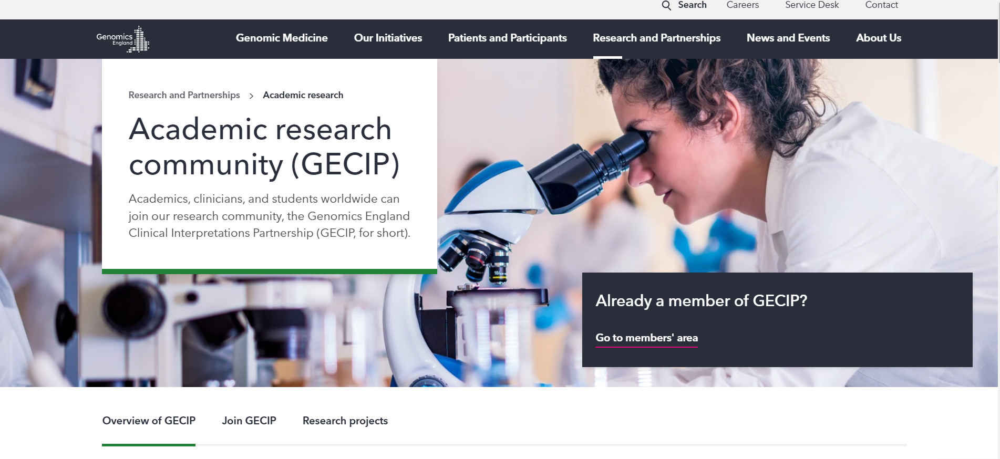 Search Careers Service Desk Contact
Genomics
England
Genomic Medicine Our Initiatives Patients and Participants Research and Partnerships News and Events About Us
Research and Partnerships > Academic research
Academic research
community (GECIP)
Academics, clinicians, and students worldwide can
join our research community, the Genomics England
Clinical Interpretations Partnership (GECIP, for short).
10/
Already a member of GECIP?
Go to members' area
Overview of GECIP Join GECIP Research projects